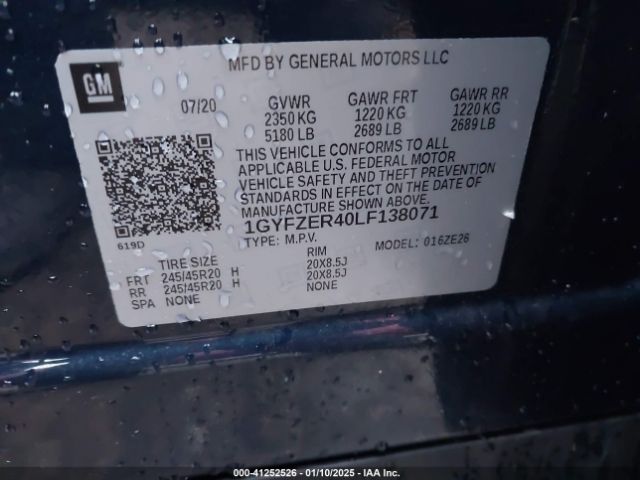 GM
MFD BY GENERAL MOTORS LLC
07/20 GVWR GAWR FRT GAWR RR
2350 KG 1220 KG 1220 KG
5180 LB 2689 LB 2689 LB
THIS VEHICLE CONFORMS TO ALL
APPLICABLE U.S. FEDERAL MOTOR
VEHICLE SAFETY AND THEFT PREVENTION
STANDARDS IN EFFECT ON THE DATE OF
MANUFACTURE SHOWN ABOVE.
1GYFZER40LF138071
619D
TYPE: M.P.V. MODEL: 016ZE26
TIRE SIZE RIM
FRT 245/45R20 H 20X8.5J
RR 245/45R20 H 20X8.5J
SPA NONE NONE
000-41252526 - 01/10/2025 - IAA Inc.